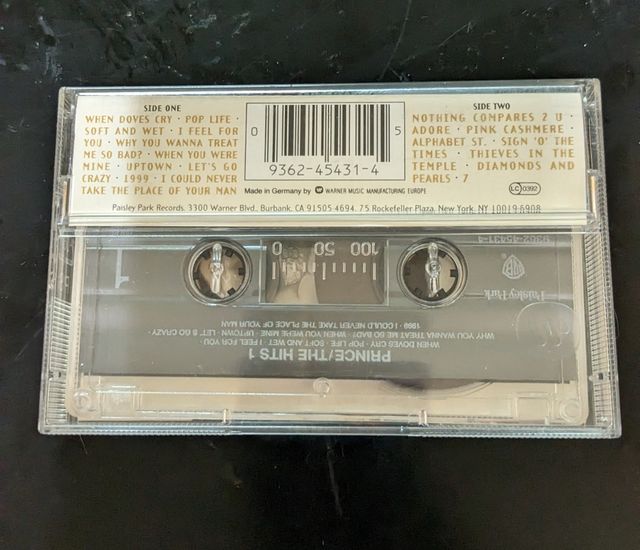 SIDE ONE
WHEN DOVES CRY · POP LIFE ·
SOFT AND WET · I FEEL FOR
YOU · WHY YOU WANNA TREAT
ME SO BAD? · WHEN YOU WERE
MINE · UPTOWN · LET'S GO
CRAZY · 1999 · I COULD NEVER
TAKE THE PLACE OF YOUR MAN
0 5
9362-45431-4
Made in Germany by WARNER MUSIC MANUFACTURING EUROPE
SIDE TWO
NOTHING COMPARES 2 U ·
ADORE · PINK CASHMERE ·
ALPHABET ST. · SIGN 'O' THE
TIMES · THIEVES IN THE
TEMPLE · DIAMONDS AND
PEARLS · 7
LC 0392
Paisley Park Records, 3300 Warner Blvd., Burbank, CA 91505-4694. 75 Rockefeller Plaza, New York, NY 10019-6908
100 50 0
1
9362-45431-4
Paisley Park
PRINCE/THE HITS 1
WHEN DOVES CRY · POP LIFE · SOFT AND WET · I FEEL FOR YOU
WHY YOU WANNA TREAT ME SO BAD? · WHEN YOU WERE MINE · UPTOWN · LET'S GO CRAZY ·
1999 · I COULD NEVER TAKE THE PLACE OF YOUR MAN